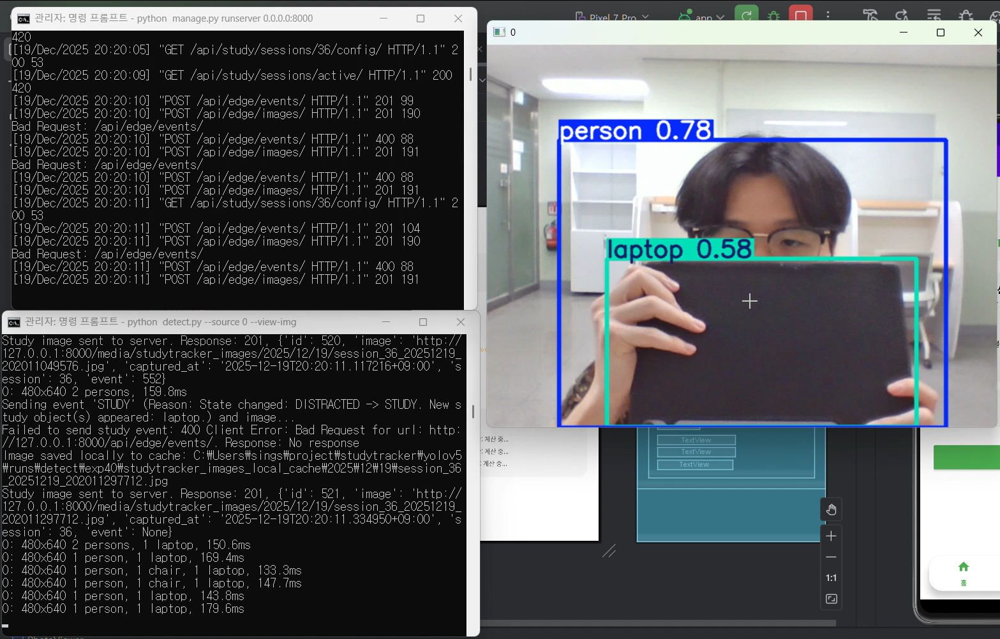 관리자: 명령 프롬프트 - python  manage.py runserver 0.0.0.0:8000
420
[19/Dec/2025 20:20:05] "GET /api/study/sessions/36/config/ HTTP/1.1" 2
00 53
[19/Dec/2025 20:20:09] "GET /api/study/sessions/active/ HTTP/1.1" 200
420
[19/Dec/2025 20:20:10] "POST /api/edge/events/ HTTP/1.1" 201 99
[19/Dec/2025 20:20:10] "POST /api/edge/images/ HTTP/1.1" 201 190
Bad Request: /api/edge/events/
[19/Dec/2025 20:20:10] "POST /api/edge/events/ HTTP/1.1" 400 88
[19/Dec/2025 20:20:10] "POST /api/edge/images/ HTTP/1.1" 201 191
Bad Request: /api/edge/events/
[19/Dec/2025 20:20:10] "POST /api/edge/events/ HTTP/1.1" 400 88
[19/Dec/2025 20:20:10] "POST /api/edge/images/ HTTP/1.1" 201 191
[19/Dec/2025 20:20:11] "GET /api/study/sessions/36/config/ HTTP/1.1" 2
00 53
[19/Dec/2025 20:20:11] "POST /api/edge/events/ HTTP/1.1" 201 104
[19/Dec/2025 20:20:11] "POST /api/edge/images/ HTTP/1.1" 201 190
Bad Request: /api/edge/events/
[19/Dec/2025 20:20:11] "POST /api/edge/events/ HTTP/1.1" 400 88
[19/Dec/2025 20:20:11] "POST /api/edge/images/ HTTP/1.1" 201 191
관리자: 명령 프롬프트 - python  detect.py --source 0 --view-img
Study image sent to server. Response: 201, {'id': 520, 'image': 'http://
127.0.0.1:8000/media/studytracker_images/2025/12/19/session_36_20251219_
202011049576.jpg', 'captured_at': '2025-12-19T20:20:11.117216+09:00', 's
ession': 36, 'event': 552}
0: 480x640 2 persons, 159.8ms
Sending event 'STUDY' (Reason: State changed: DISTRACTED -> STUDY. New s
tudy object(s) appeared: laptop.) and image...
Failed to send study event: 400 Client Error: Bad Request for url: http:
//127.0.0.1:8000/api/edge/events/. Response: No response
Image saved locally to cache: C:₩Users₩sings₩project₩studytracker₩yolov5
₩runs₩detect₩exp40₩studytracker_images_local_cache₩2025₩12₩19₩session_36
_20251219_202011297712.jpg
Study image sent to server. Response: 201, {'id': 521, 'image': 'http://
127.0.0.1:8000/media/studytracker_images/2025/12/19/session_36_20251219_
202011297712.jpg', 'captured_at': '2025-12-19T20:20:11.334950+09:00', 's
ession': 36, 'event': None}
0: 480x640 2 persons, 1 laptop, 150.6ms
0: 480x640 1 person, 1 laptop, 169.4ms
0: 480x640 1 person, 1 chair, 1 laptop, 133.3ms
0: 480x640 1 person, 1 chair, 1 laptop, 147.7ms
0: 480x640 1 person, 1 laptop, 143.8ms
0: 480x640 1 person, 1 laptop, 179.6ms
Pixel 7 Pro
app
0
person 0.78
laptop 0.58
: 계산 중...
: 계산 중...
: 계산 중...
TextView
TextView
TextView
1:1
홈